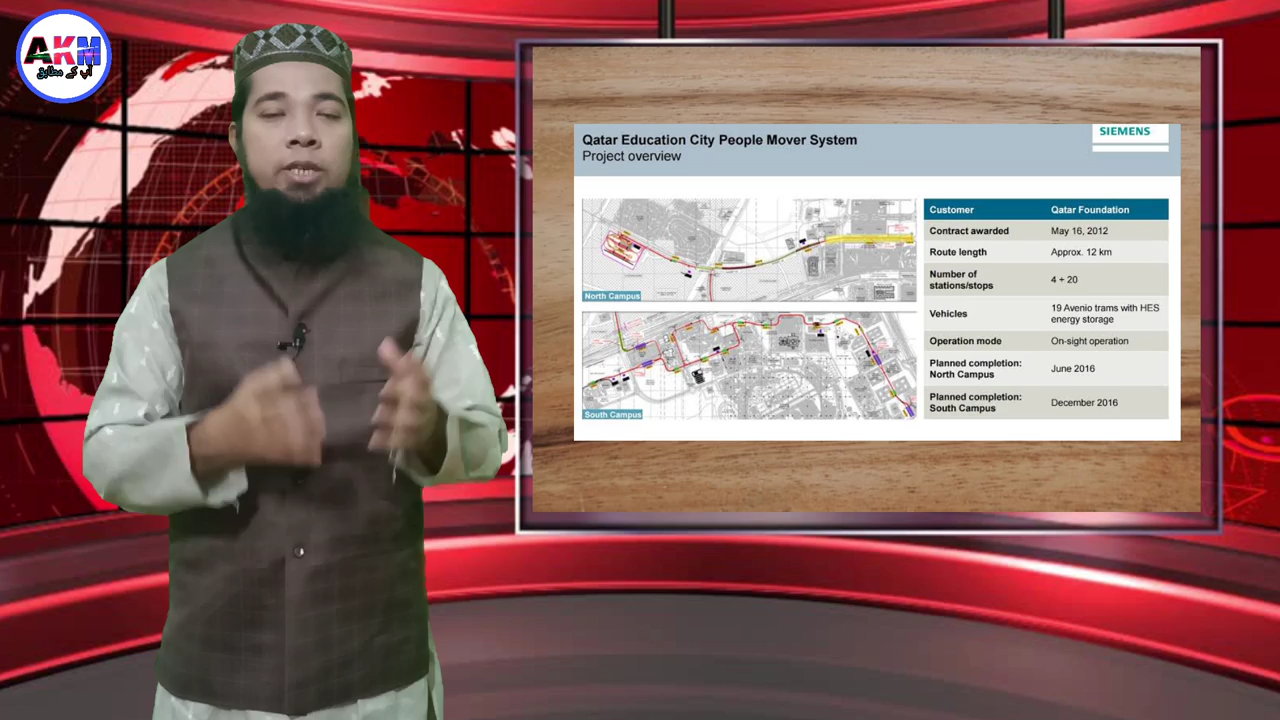 AKM
آپ کے مطابق
Qatar Education City People Mover System
Project overview
SIEMENS
North Campus
South Campus
Customer Qatar Foundation
Contract awarded May 16, 2012
Route length Approx. 12 km
Number of
stations/stops 4 + 20
Vehicles 19 Avenio trams with HES
energy storage
Operation mode On-sight operation
Planned completion:
North Campus June 2016
Planned completion:
South Campus December 2016